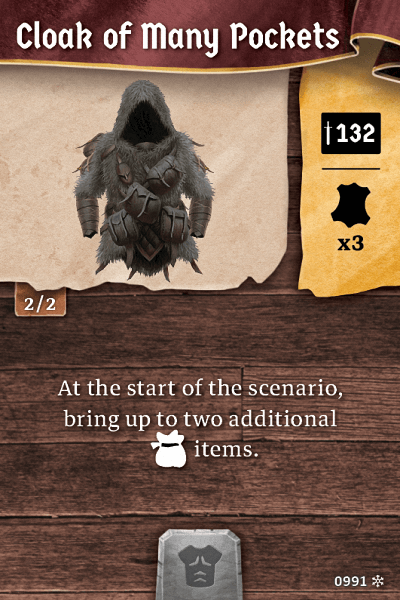 Cloak of Many Pockets
132
x3
2/2
At the start of the scenario,
bring up to two additional
items.
0991